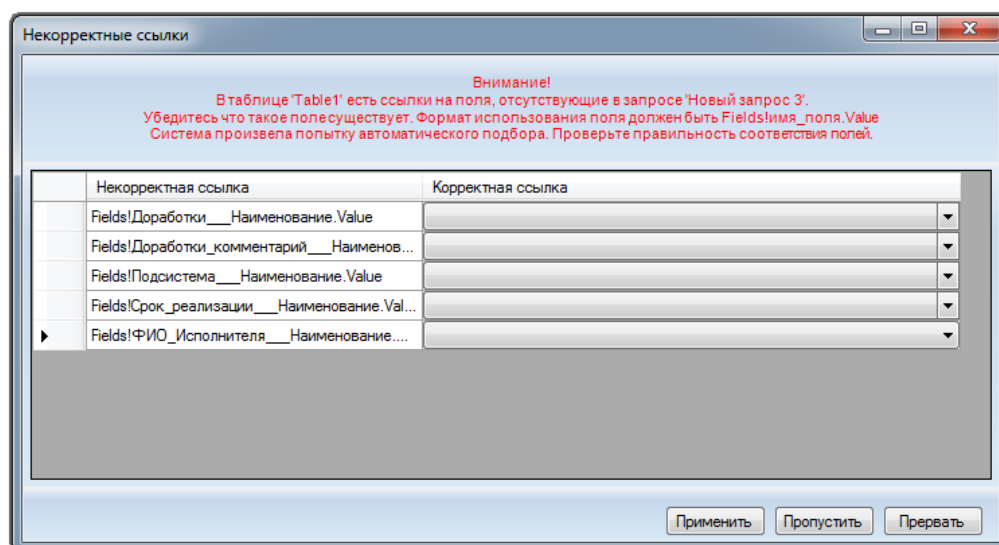 Некорректные ссылки
Внимание!
В таблице 'Table1' есть ссылки на поля, отсутствующие в запросе 'Новый запрос 3'.
Убедитесь что такое поле существует. Формат использования поля должен быть Fields!имя_поля.Value
Система произвела попытку автоматического подбора. Проверьте правильность соответствия полей.
Некорректная ссылка Корректная ссылка
Fields!Доработки___Наименование.Value
Fields!Доработки_комментарий___Наименов...
Fields!Подсистема___Наименование.Value
Fields!Срок_реализации___Наименование.Val...
Fields!ФИО_Исполнителя___Наименование....
Применить Пропустить Прервать